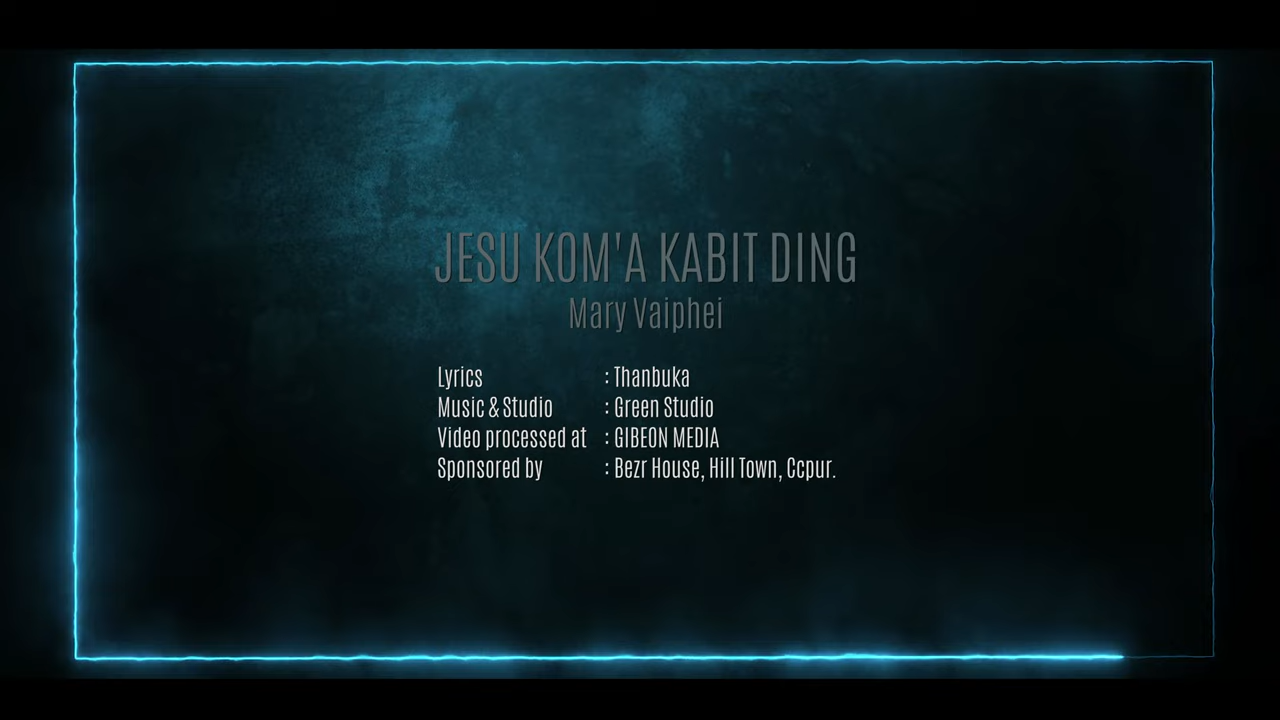 JESU KOM'A KABIT DING
Mary Vaiphei
Lyrics : Thanbuka
Music & Studio : Green Studio
Video processed at : GIBEON MEDIA
Sponsored by : Bezr House, Hill Town, Ccpur.